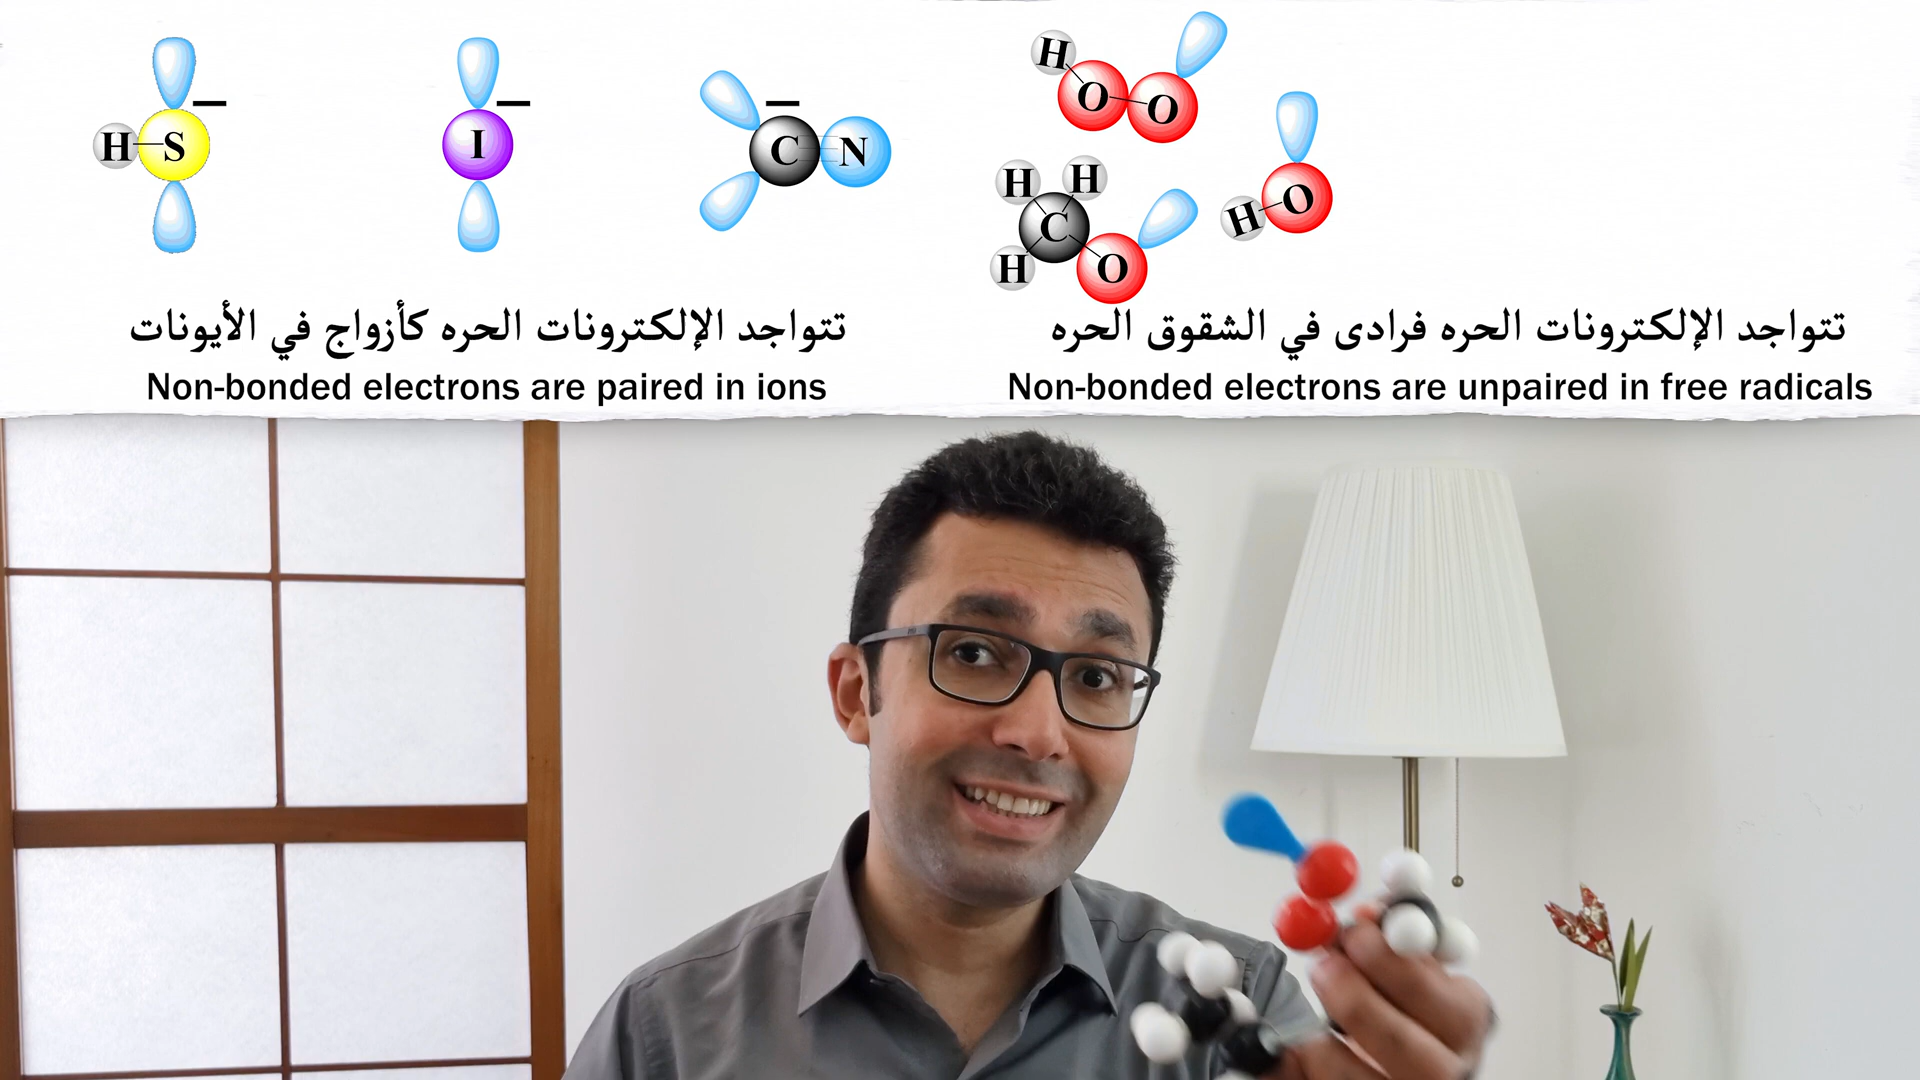 H S –
I –
C – N
H O O
H H C H O
H O
تتواجد الإلكترونات الحره كأزواج في الأيونات
Non-bonded electrons are paired in ions
تتواجد الإلكترونات الحره فرادى في الشقوق الحره
Non-bonded electrons are unpaired in free radicals